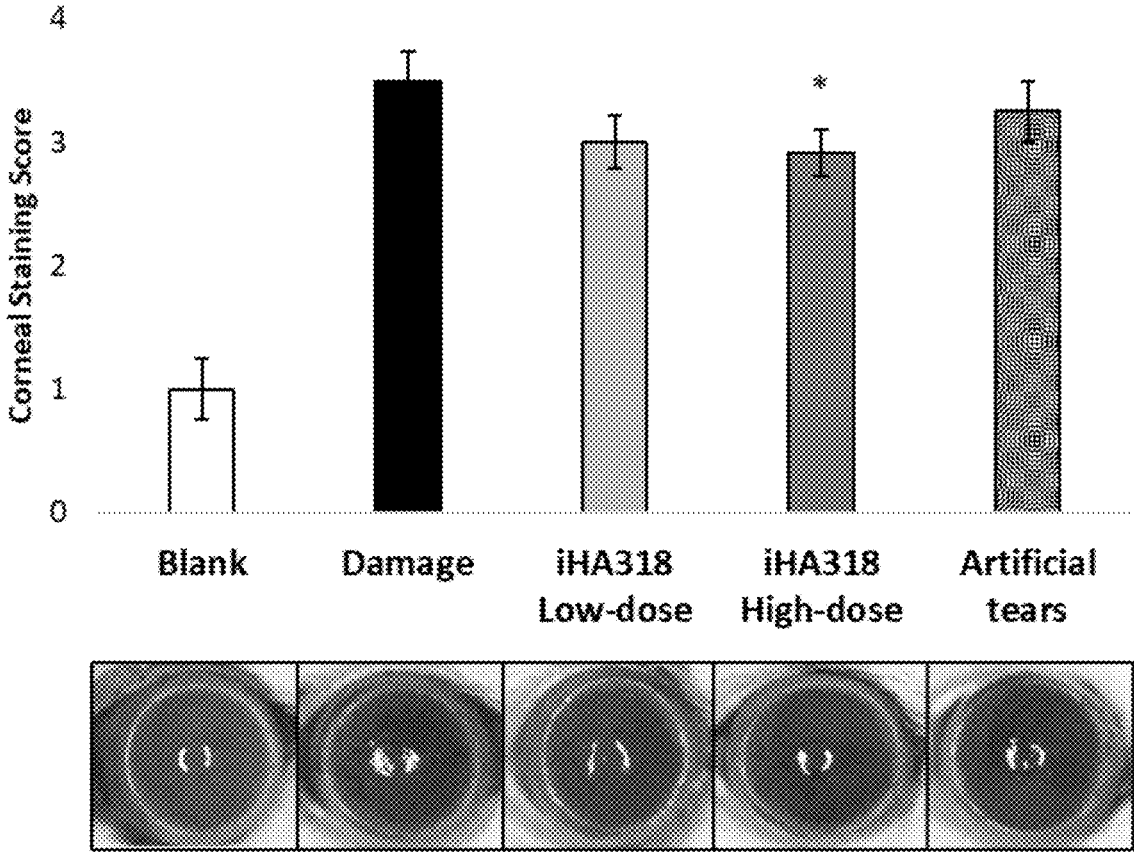 Corneal Staining Score
4
3
2
1
0
*
Blank
Damage
iHA318
Low-dose
iHA318
High-dose
Artificial
tears